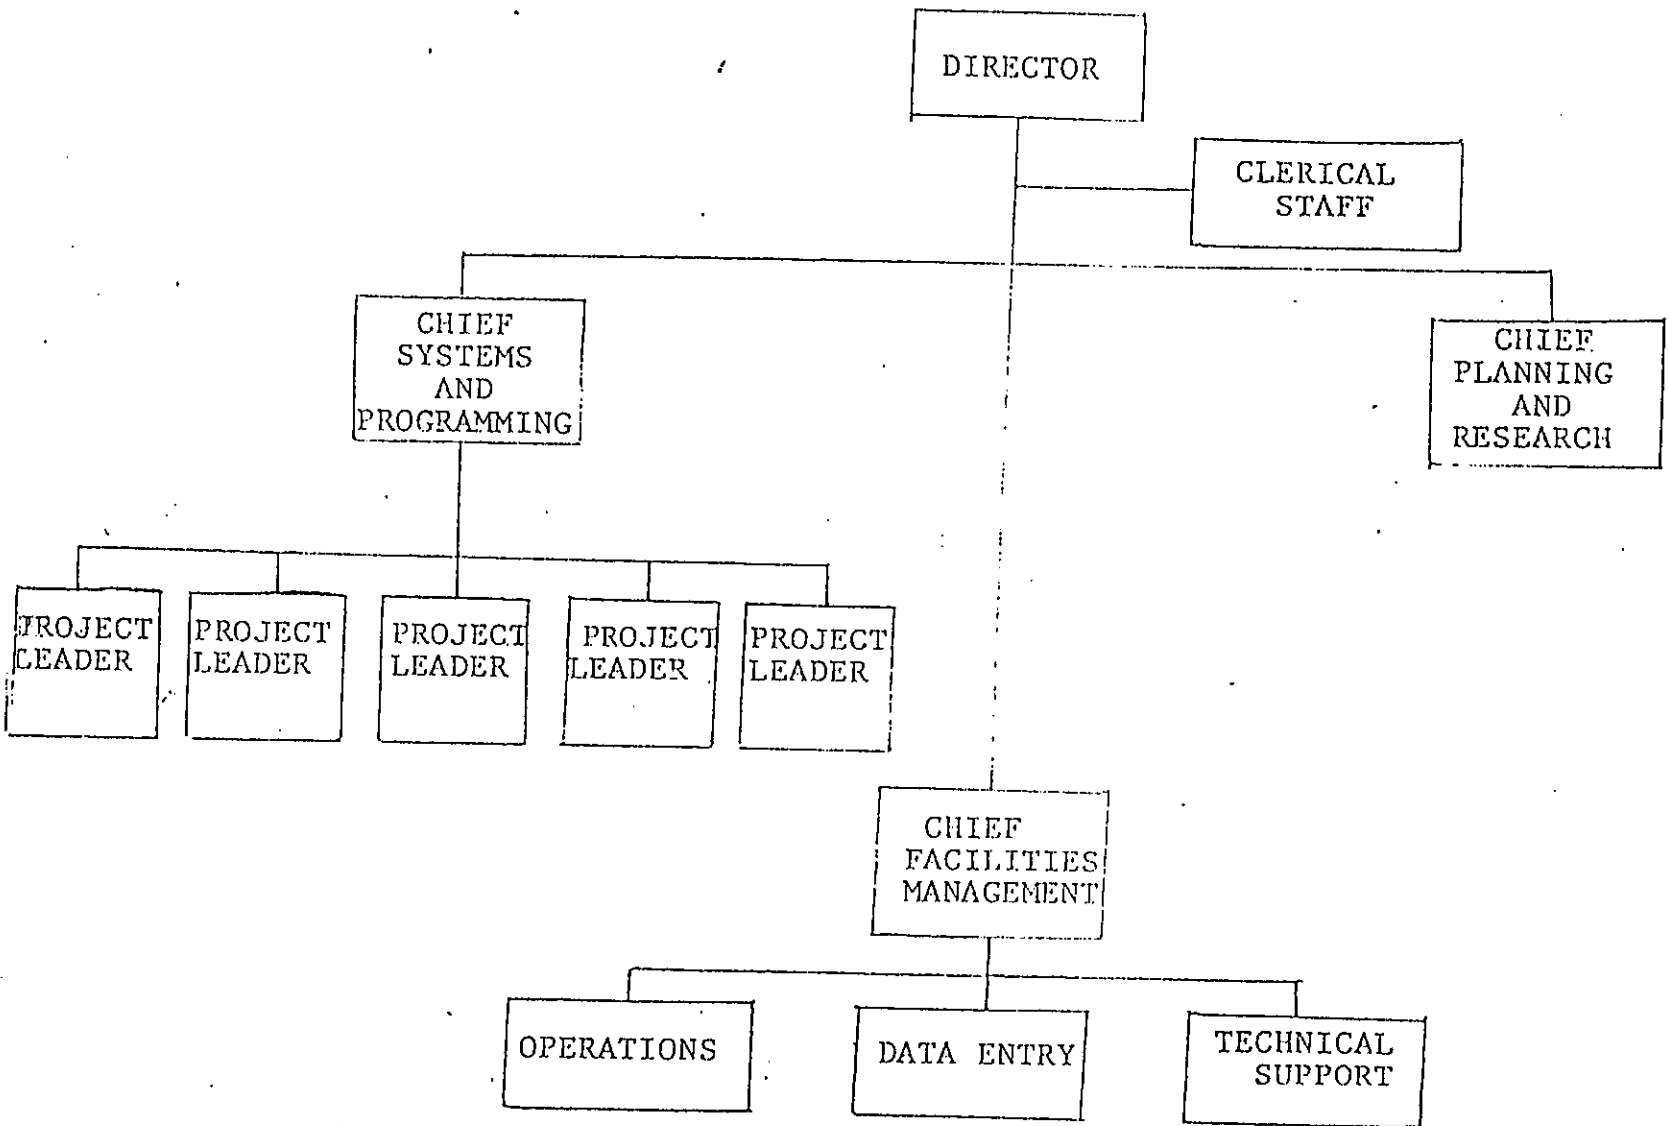 DIRECTOR
CLERICAL
STAFF
CHIEF
SYSTEMS
AND
PROGRAMMING
CHIEF
PLANNING
AND
RESEARCH
PROJECT
LEADER
PROJECT
LEADER
PROJECT
LEADER
PROJECT
LEADER
PROJECT
LEADER
CHIEF
FACILITIES
MANAGEMENT
OPERATIONS
DATA ENTRY
TECHNICAL
SUPPORT